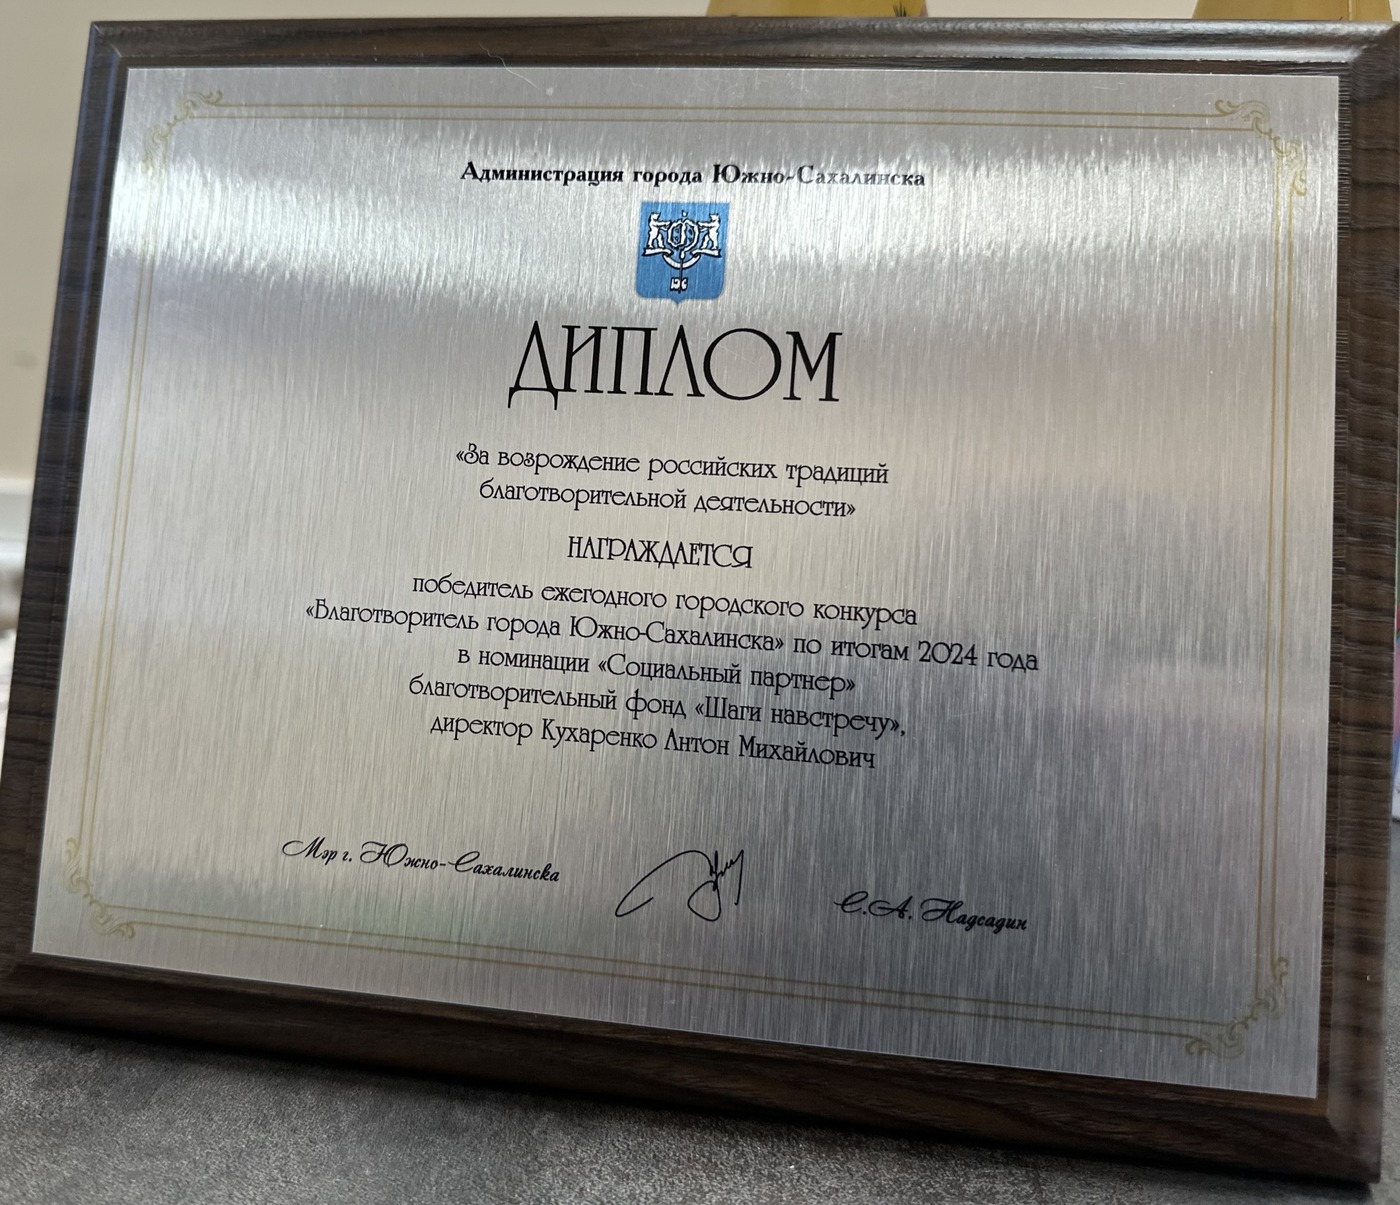 Администрация города Южно-Сахалинска
ДИПЛОМ
«За возрождение российских традиций
благотворительной деятельности»
НАГРАЖДАЕТСЯ
победитель ежегодного городского конкурса
«Благотворитель города Южно-Сахалинска» по итогам 2024 года
в номинации «Социальный партнер»
благотворительный фонд «Шаги навстречу»,
директор Кухаренко Антон Михайлович
Мэр г. Южно-Сахалинска С.А. Надсадин